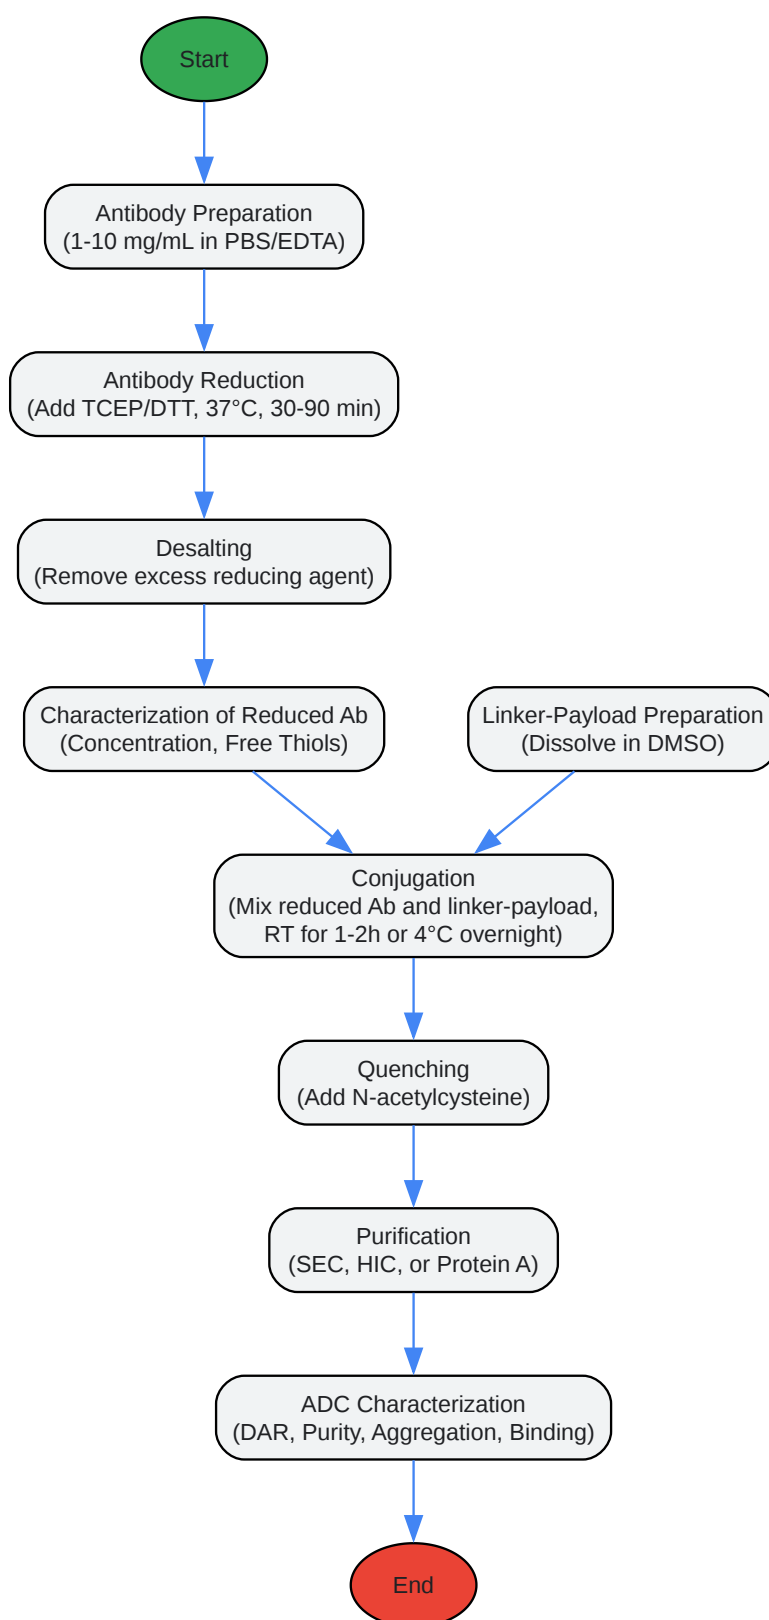 Start
Antibody Preparation
(1-10 mg/mL in PBS/EDTA)
Antibody Reduction
(Add TCEP/DTT, 37°C, 30-90 min)
Desalting
(Remove excess reducing agent)
Characterization of Reduced Ab
(Concentration, Free Thiols)
Linker-Payload Preparation
(Dissolve in DMSO)
Conjugation
(Mix reduced Ab and linker-payload,
RT for 1-2h or 4°C overnight)
Quenching
(Add N-acetylcysteine)
Purification
(SEC, HIC, or Protein A)
ADC Characterization
(DAR, Purity, Aggregation, Binding)
End